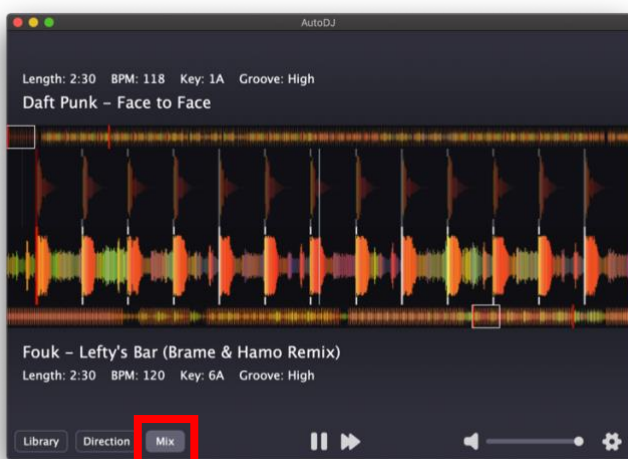 AutoDJ
Length: 2:30 BPM: 118 Key: 1A Groove: High
Daft Punk – Face to Face
Fouk – Lefty's Bar (Brame & Hamo Remix)
Length: 2:30 BPM: 120 Key: 6A Groove: High
Library Direction Mix